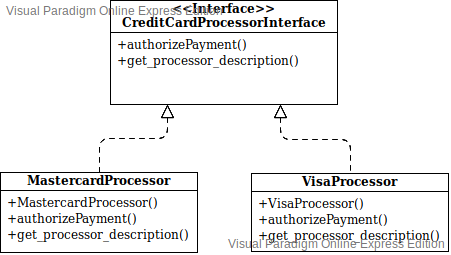 Visual Paradigm Online Express Edition
<<Interface>>
CreditCardProcessorInterface
+authorizePayment()
+get_processor_description()
MastercardProcessor
+MastercardProcessor()
+authorizePayment()
+get_processor_description()
VisaProcessor
+VisaProcessor()
+authorizePayment()
+get_processor_description()
Visual Paradigm Online Express Edition